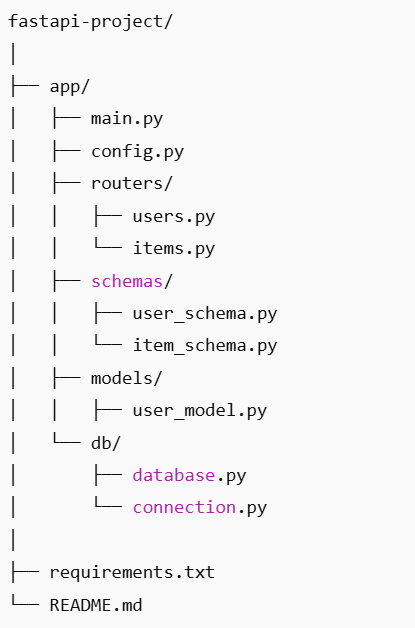 fastapi-project/
│
├── app/
│   ├── main.py
│   ├── config.py
│   ├── routers/
│   │   ├── users.py
│   │   └── items.py
│   ├── schemas/
│   │   ├── user_schema.py
│   │   └── item_schema.py
│   ├── models/
│   │   ├── user_model.py
│   └── db/
│       ├── database.py
│       └── connection.py
│
├── requirements.txt
└── README.md